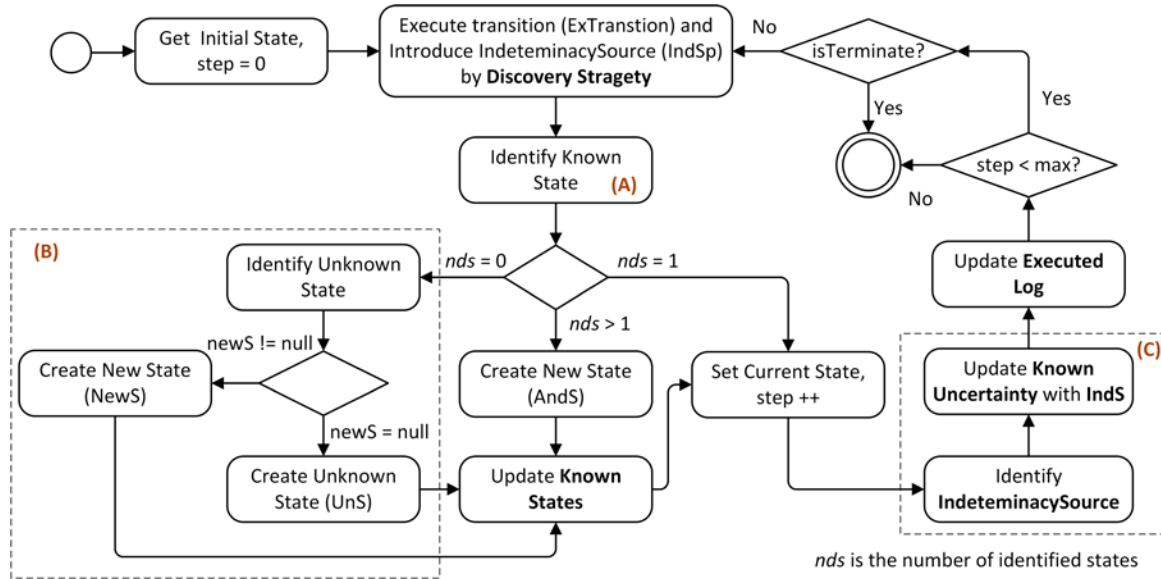 Get Initial State,
step = 0
Execute transition (ExTranstion) and
Introduce IndeteminacySource (IndSp)
by Discovery Stragety
No
isTerminate?
Yes
Yes
Identify Known
State
(A)
step < max?
No
(B)
Identify Unknown
State
nds = 0
nds = 1
nds > 1
Update Executed
Log
newS != null
Create New State
(NewS)
newS = null
Create New State
(AndS)
Set Current State,
step ++
(C)
Update Known
Uncertainty with IndS
Create Unknown
State (UnS)
Update Known
States
Identify
IndeteminacySource
nds is the number of identified states